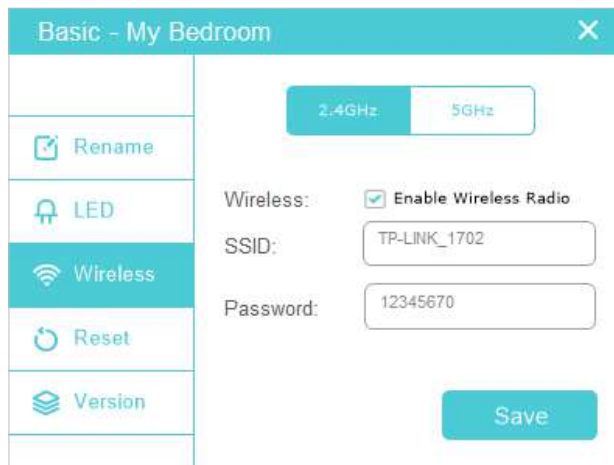 Basic - My Bedroom
Rename
LED
Wireless
Reset
Version
2.4GHz 5GHz
Wireless: Enable Wireless Radio
SSID: TP-LINK_1702
Password: 12345670
Save